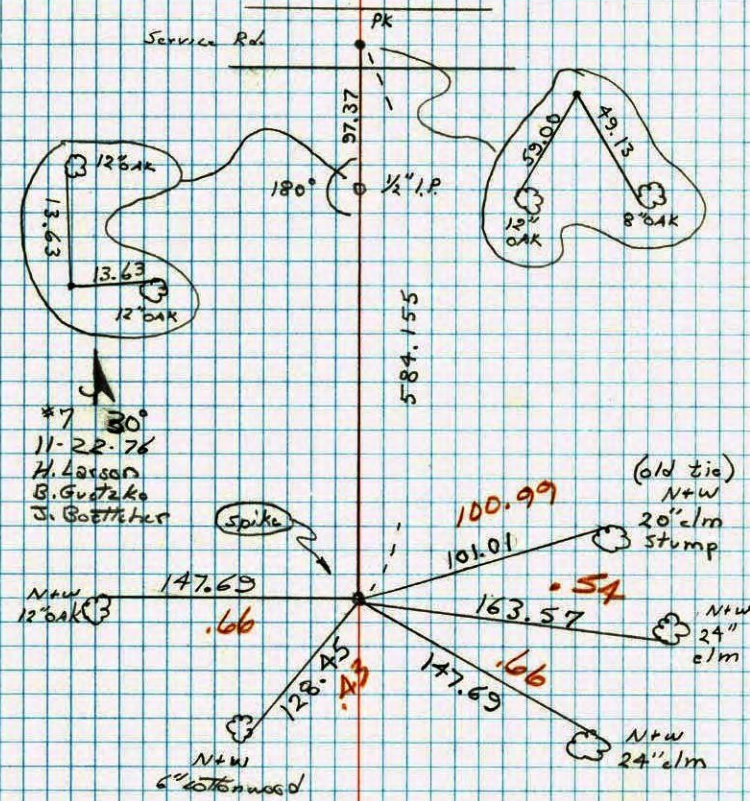 PK
Service Rd.
97.37
59.00
49.13
12" OAK
13.63
180°
1/2" I.P.
12" OAK
8" OAK
13.63
12" OAK
584.155
#7 30°
11-22-76
H. Larson
B. Gutzke
J. Boettcher
(old tie)
N+W
20" elm
stump
100.99
101.01
spike
147.69
.54
163.57
N+W
12" OAK
.66
N+W
24"
elm
128.45
.43
147.69
.66
N+W
24" elm
N+W
6" cottonwood